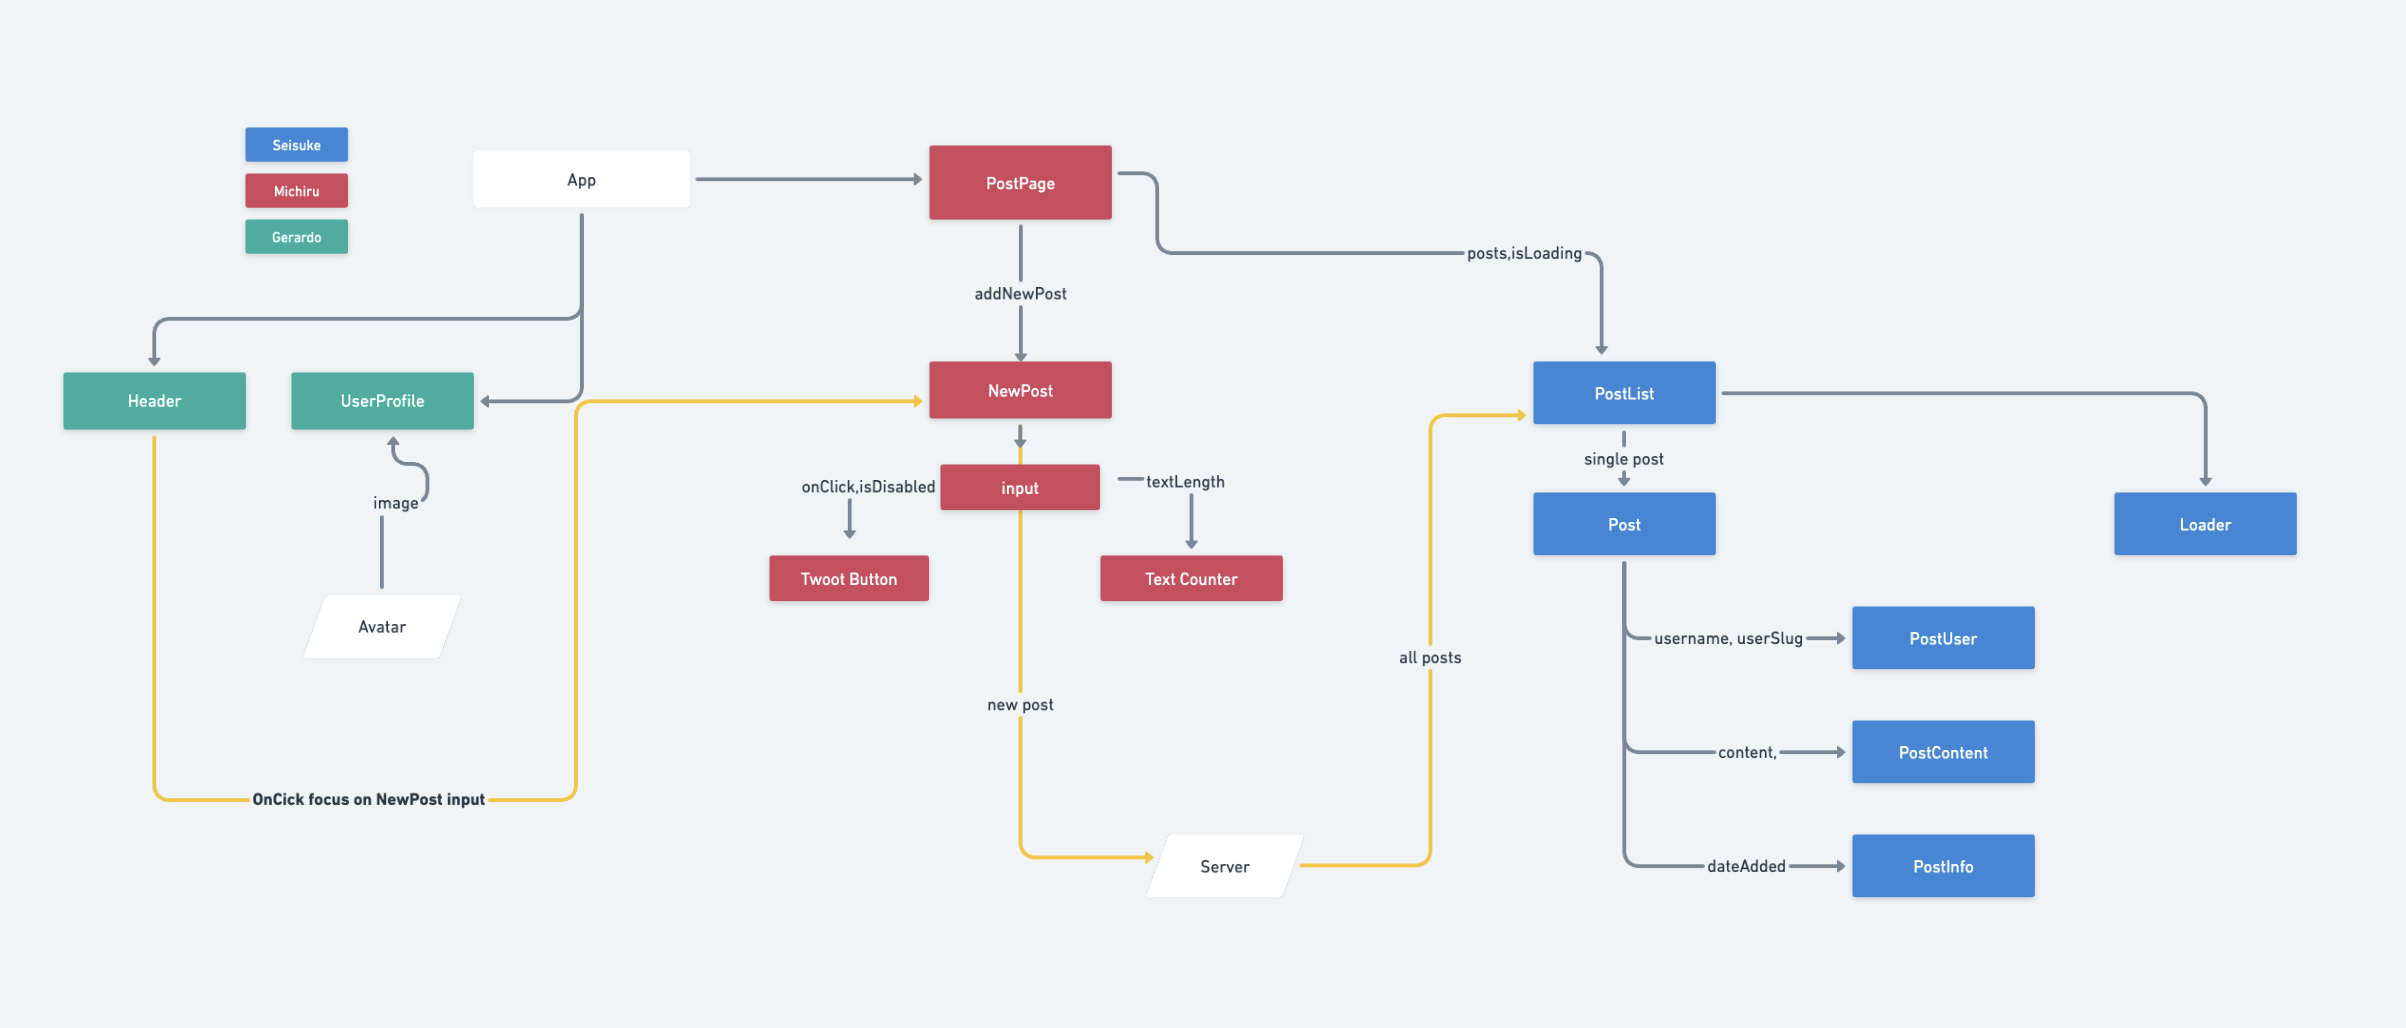 Seisuke
Michiru
Gerardo
App
PostPage
posts,isLoading
addNewPost
Header
UserProfile
NewPost
PostList
single post
image
onClick,isDisabled
input
textLength
Post
Loader
Twoot Button
Text Counter
Avatar
username, userSlug
PostUser
all posts
new post
content,
PostContent
OnCick focus on NewPost input
Server
dateAdded
PostInfo